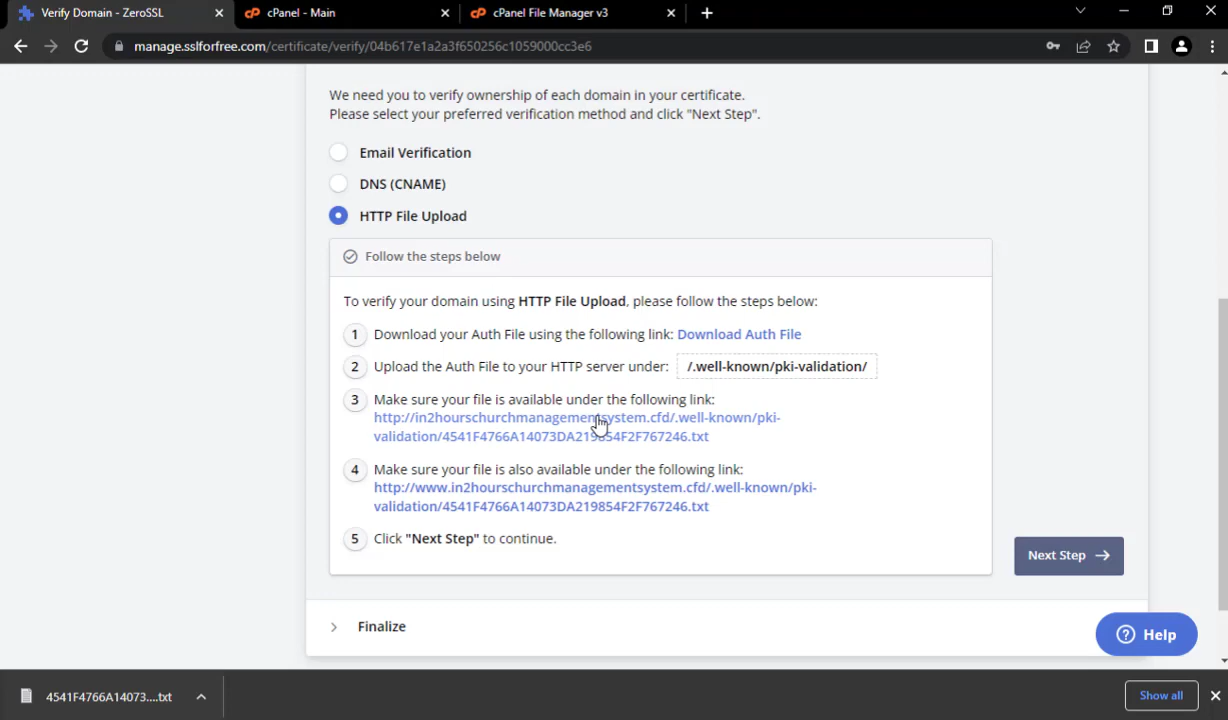 Verify Domain - ZeroSSL
cPanel - Main
cPanel File Manager v3
manage.sslforfree.com/certificate/verify/04b617e1a2a3f650256c1059000cc3e6
We need you to verify ownership of each domain in your certificate.
Please select your preferred verification method and click "Next Step".
Email Verification
DNS (CNAME)
HTTP File Upload
Follow the steps below
To verify your domain using HTTP File Upload, please follow the steps below:
1 Download your Auth File using the following link: Download Auth File
2 Upload the Auth File to your HTTP server under: /.well-known/pki-validation/
3 Make sure your file is available under the following link:
http://in2hourschurchmanagementsystem.cfd/.well-known/pki-
validation/4541F4766A14073DA219854F2F767246.txt
4 Make sure your file is also available under the following link:
http://www.in2hourschurchmanagementsystem.cfd/.well-known/pki-
validation/4541F4766A14073DA219854F2F767246.txt
5 Click "Next Step" to continue.
Next Step
Finalize
Help
4541F4766A14073....txt
Show all